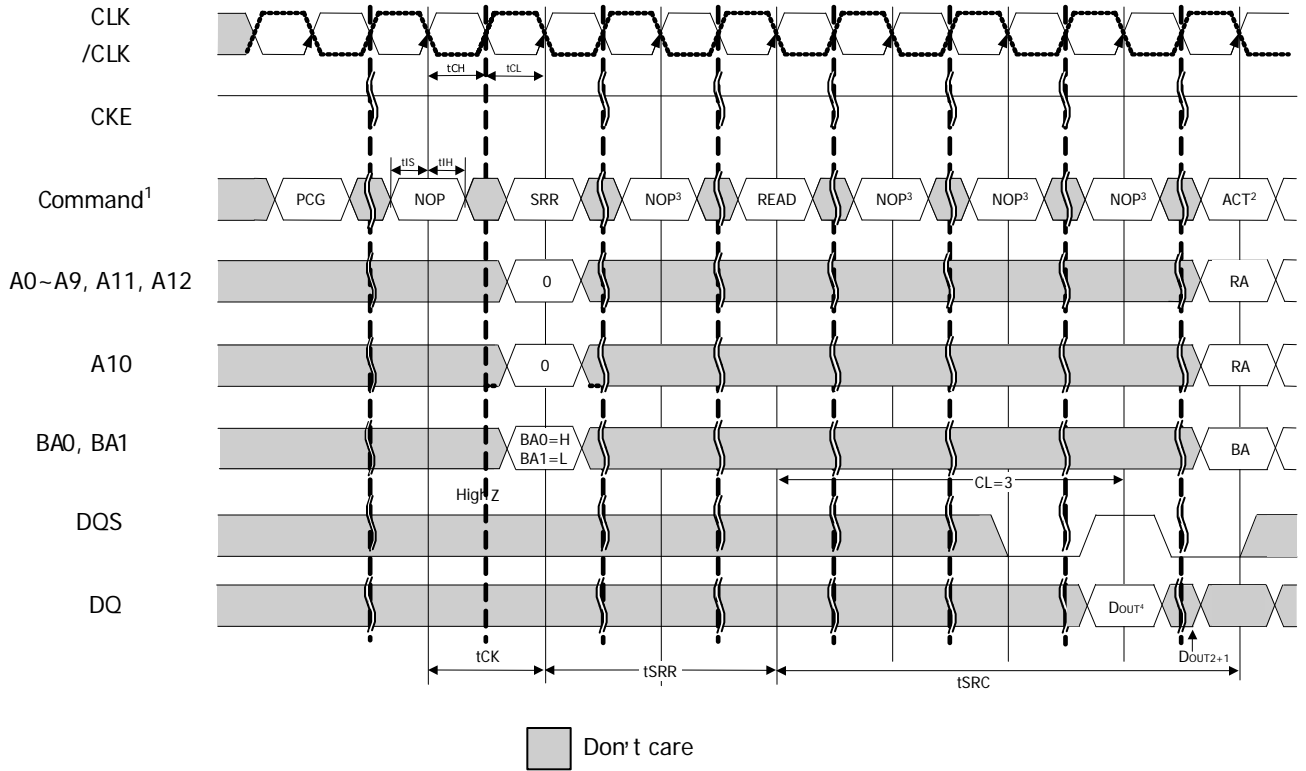 CLK
/CLK
tCH tCL
CKE
tIS tIH
Command¹ PCG NOP SRR NOP³ READ NOP³ NOP³ NOP³ ACT²
A0~A9, A11, A12 0 RA
A10 0 RA
BA0, BA1 BA0=H BA1=L BA
CL=3
High Z
DQS
DQ DOUT⁴
DOUT2+1
tCK tSRR tSRC
Don't care